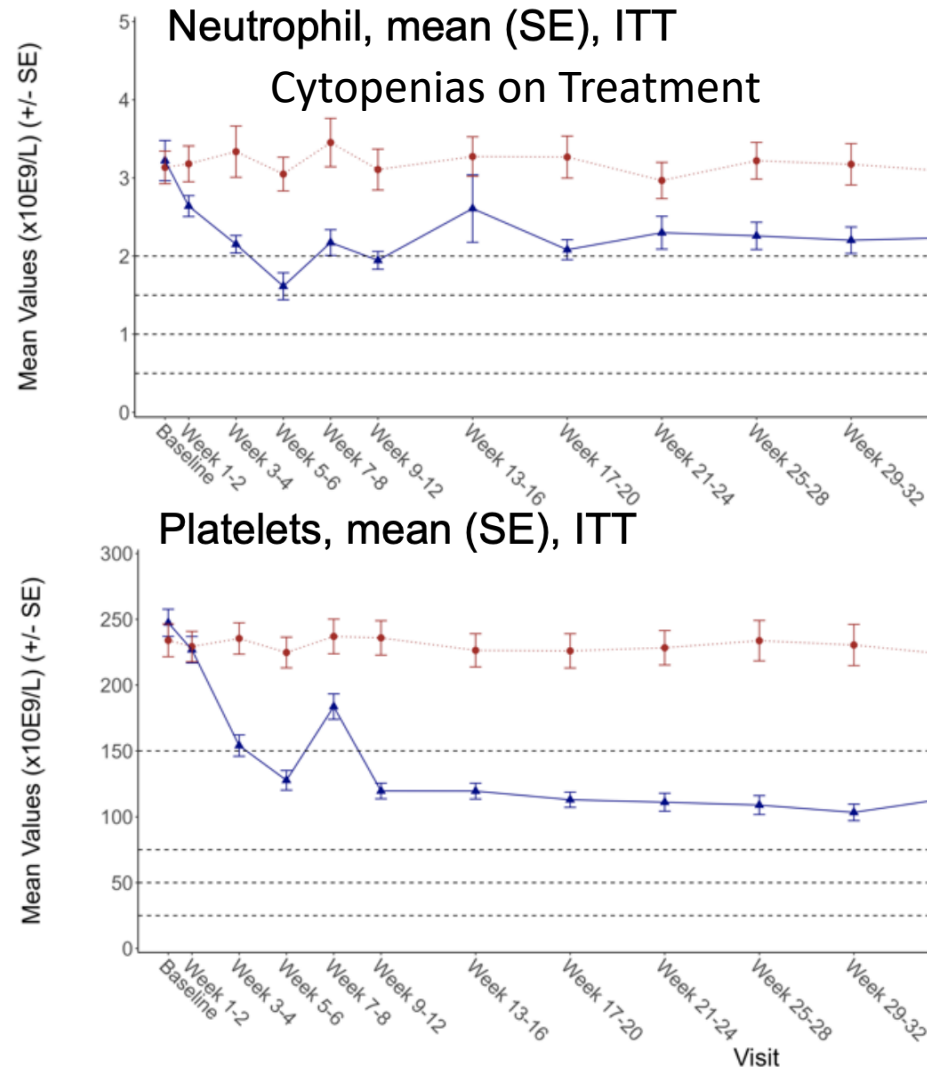 Neutrophil, mean (SE), ITT
Cytopenias on Treatment
Mean Values (x10E9/L) (+/- SE)
5
4
3
2
1
0
Baseline
Week 1-2
Week 3-4
Week 5-6
Week 7-8
Week 9-12
Week 13-16
Week 17-20
Week 21-24
Week 25-28
Week 29-32
Platelets, mean (SE), ITT
Mean Values (x10E9/L) (+/- SE)
300
250
200
150
100
50
0
Baseline
Week 1-2
Week 3-4
Week 5-6
Week 7-8
Week 9-12
Week 13-16
Week 17-20
Week 21-24
Week 25-28
Week 29-32
Visit